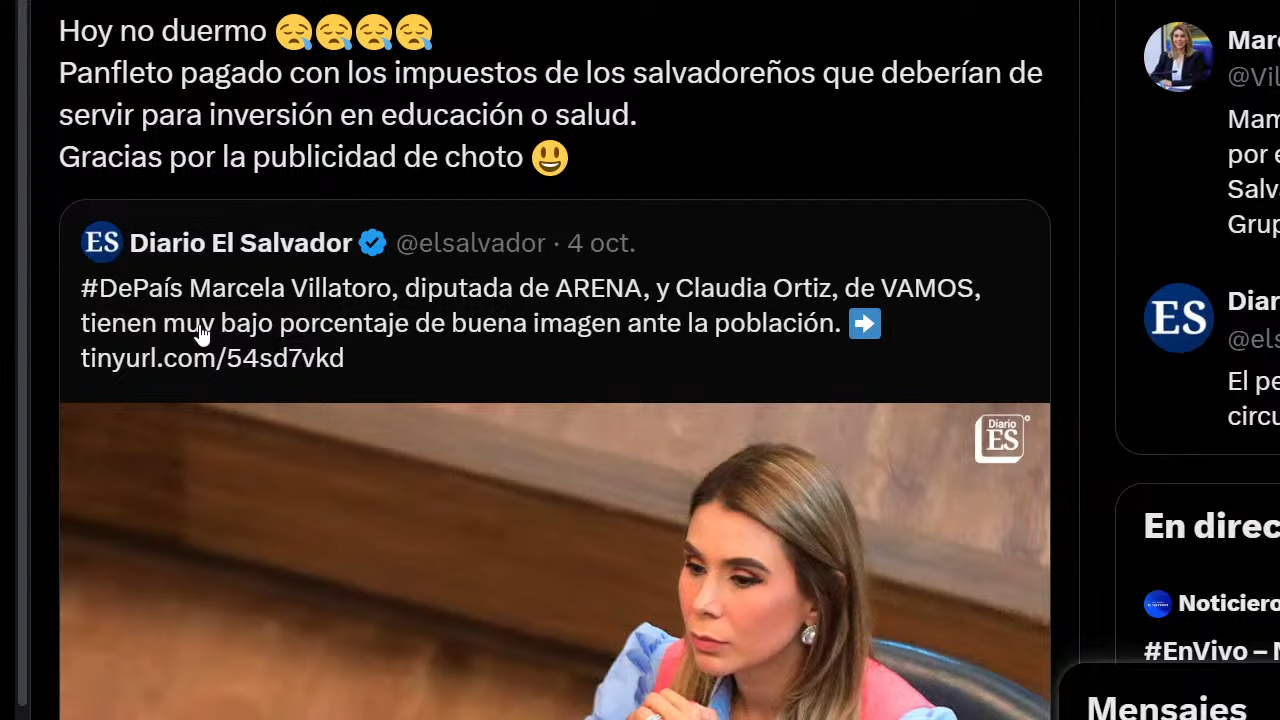 Hoy no duermo 😪😪😪😪
Panfleto pagado con los impuestos de los salvadoreños que deberían de
servir para inversión en educación o salud.
Gracias por la publicidad de choto 😃
ES Diario El Salvador @elsalvador · 4 oct.
#DePaís Marcela Villatoro, diputada de ARENA, y Claudia Ortiz, de VAMOS,
tienen muy bajo porcentaje de buena imagen ante la población. ➡️
tinyurl.com/54sd7vkd
Diario
ES
Mar
@Vil
Mam
por e
Salv
Grup
ES
Diar
@els
El pe
circu
En direc
Noticiero
#EnVivo –
Mensajes